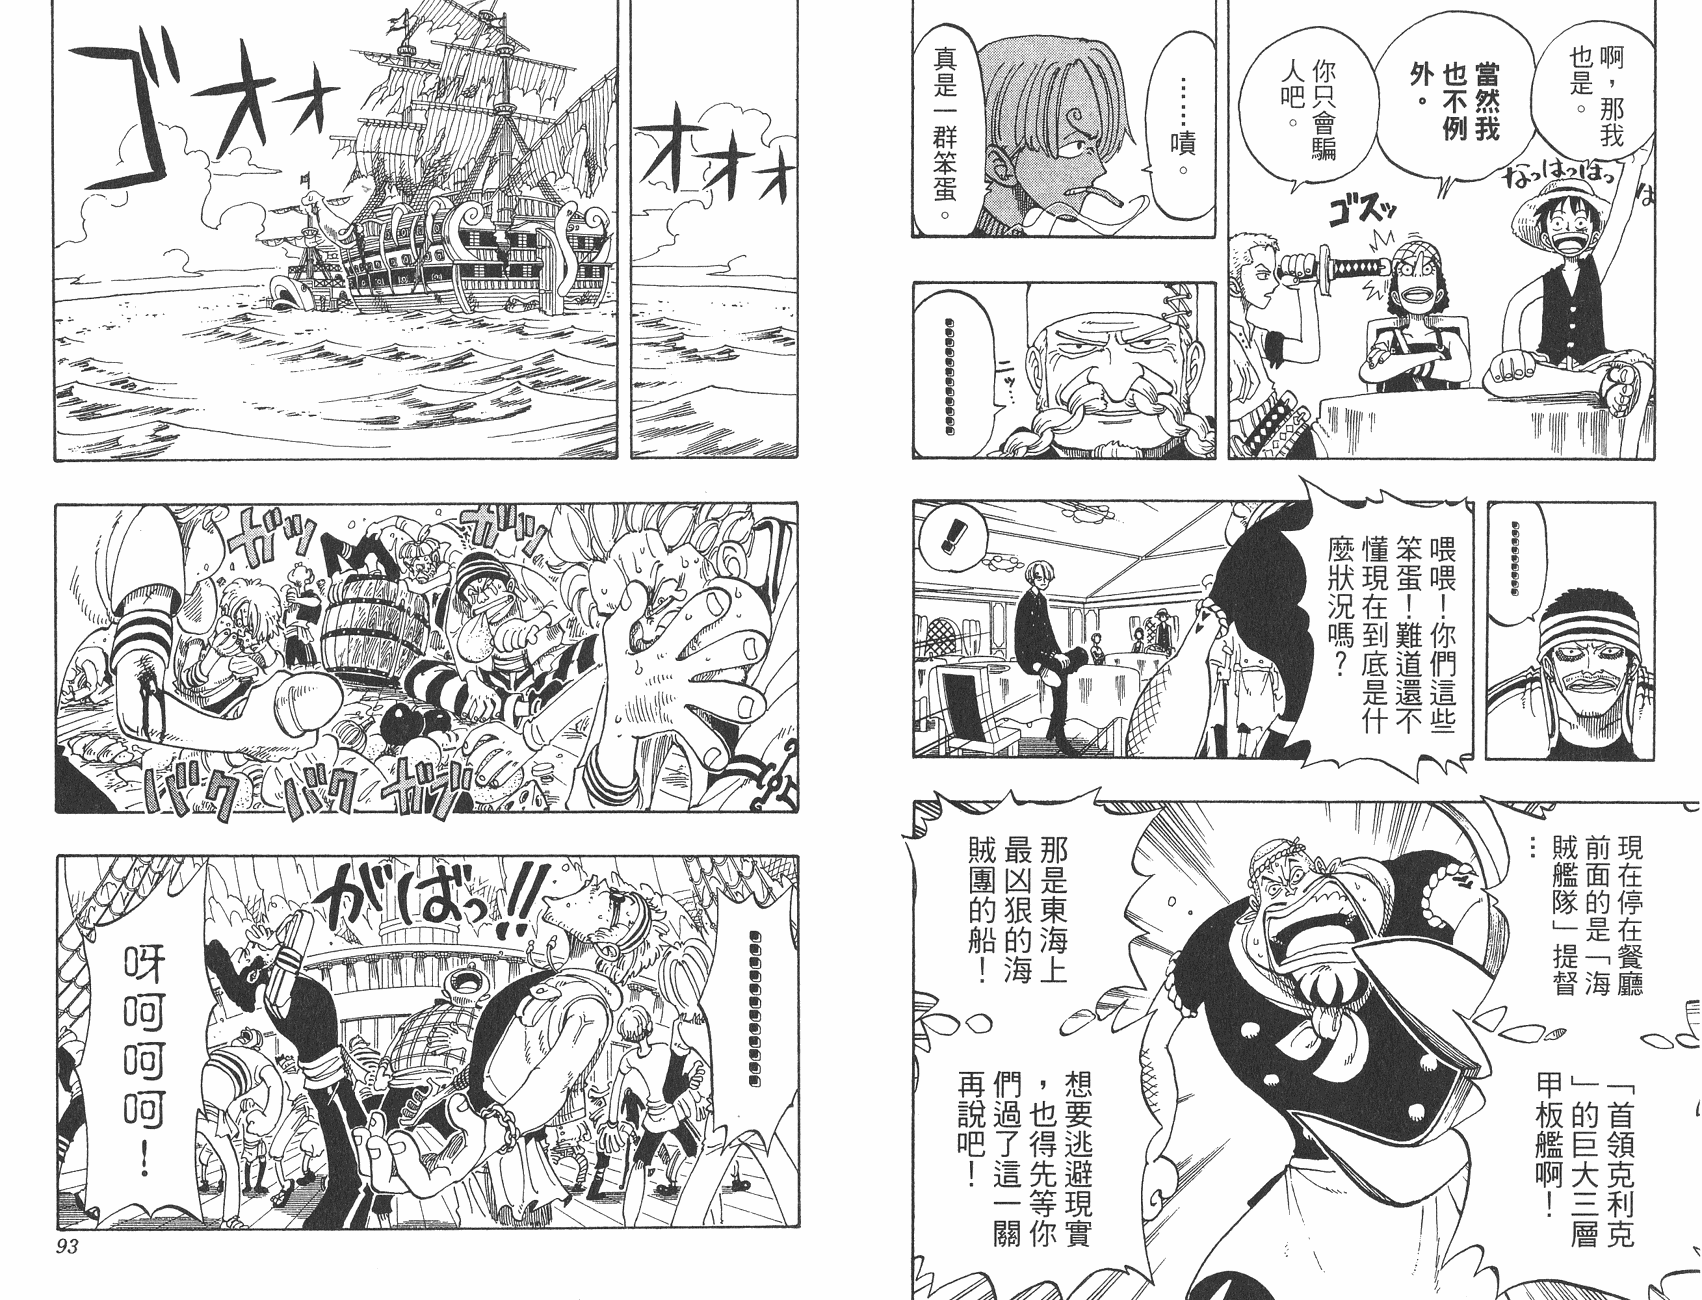 啊，那我
也是。
なっはっはっ
は
當然我
也不例
外。
ゴスッ
你只會騙
人吧。
……嘖。
真是一群笨蛋。
ニッ…
喂喂！你們這些
笨蛋！難道還不
懂現在到底是什
麼狀況嗎？
！
現在停在餐廳
前面的是「海
賊艦隊」提督
…
「首領克利克
」的巨大三層
甲板艦啊！
那是東海上
最凶狠的海
賊團的船！
想要逃避現實
，也得先等你
們過了這一關
再說吧！
オオオ
ゴオオ
ガツ
ガツ
ガブ
バク
バク
がばっ!!
呀呵呵呵！
93